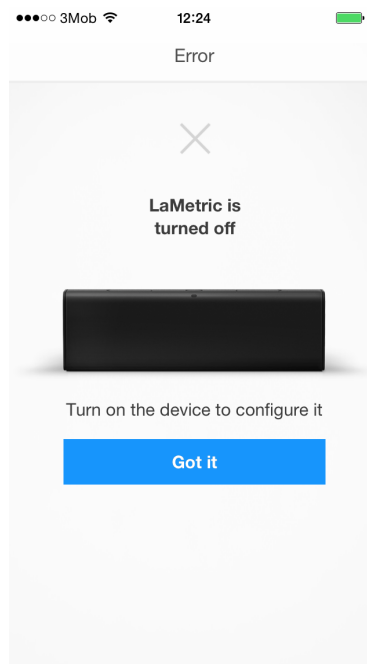 3Mob 12:24
Error
LaMetric is
turned off
Turn on the device to configure it
Got it